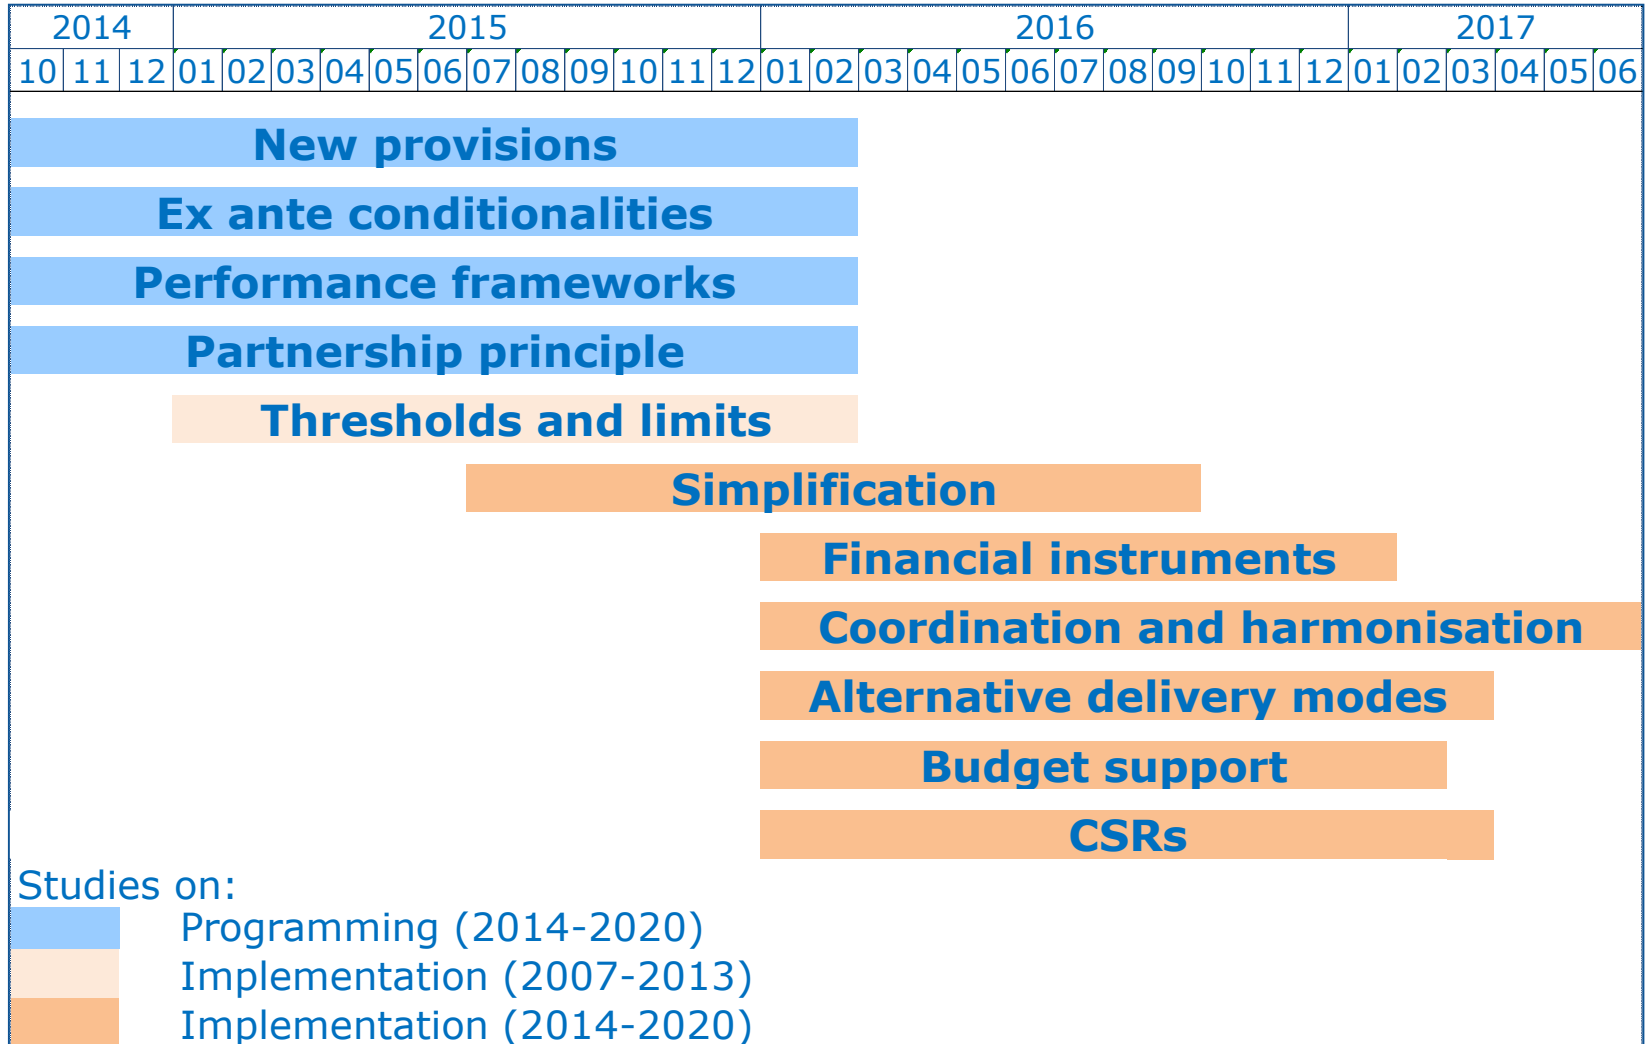 2014 2015 2016 2017
10 11 12 01 02 03 04 05 06 07 08 09 10 11 12 01 02 03 04 05 06 07 08 09 10 11 12 01 02 03 04 05 06
New provisions
Ex ante conditionalities
Performance frameworks
Partnership principle
Thresholds and limits
Simplification
Financial instruments
Coordination and harmonisation
Alternative delivery modes
Budget support
CSRs
Studies on:
Programming (2014-2020)
Implementation (2007-2013)
Implementation (2014-2020)